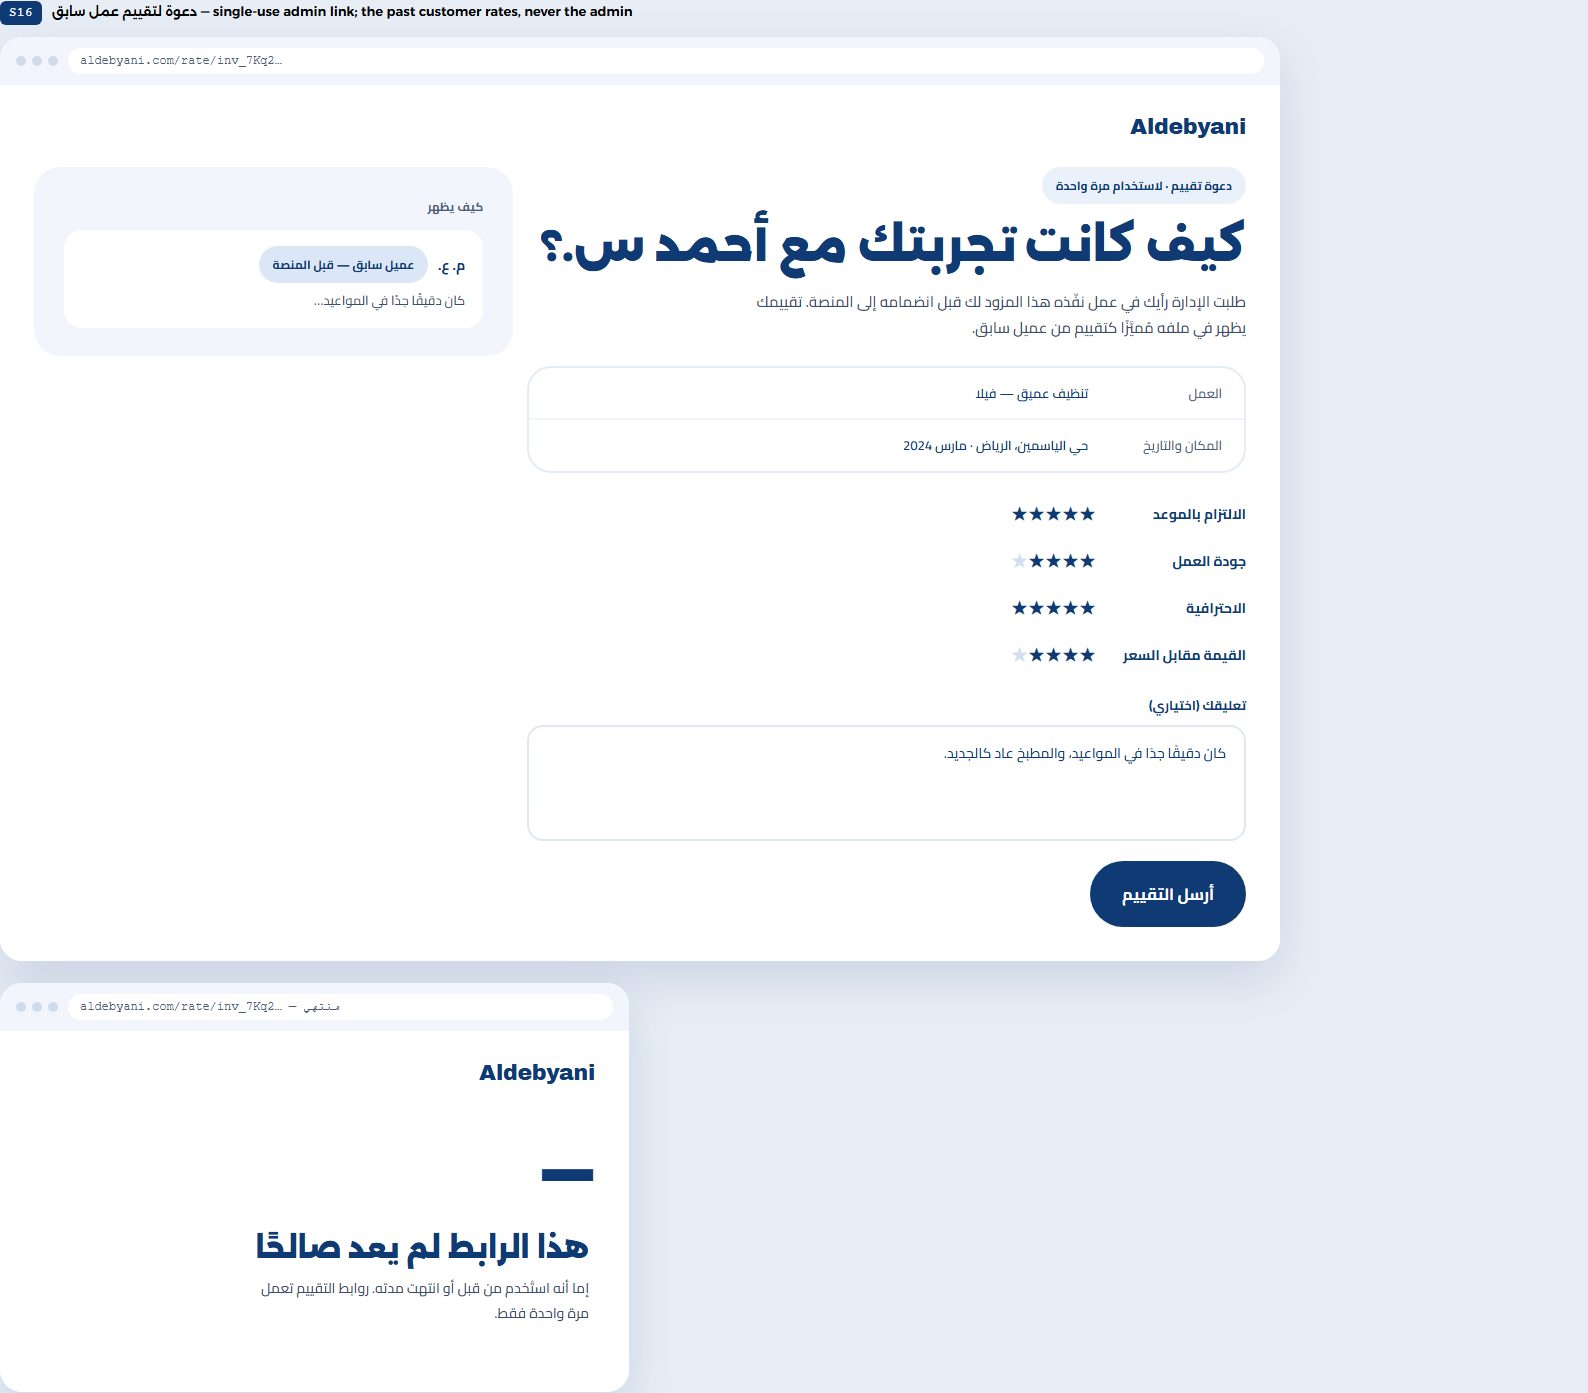 S16 دعوة لتقييم عمل سابق — single-use admin link; the past customer rates, never the admin
aldebyani.com/rate/inv_7Kq2…
Aldebyani
دعوة تقييم · لاستخدام مرة واحدة
كيف كانت تجربتك مع أحمد س.؟
طلبت الإدارة رأيك في عمل نفّذه هذا المزود لك قبل انضمامه إلى المنصة. تقييمك
يظهر في ملفه مُميَّزًا كتقييم من عميل سابق.
العمل تنظيف عميق — فيلا
المكان والتاريخ حي الياسمين، الرياض · مارس 2024
الالتزام بالموعد ★★★★★
جودة العمل ★★★★★
الاحترافية ★★★★★
القيمة مقابل السعر ★★★★★
تعليقك (اختياري)
كان دقيقًا جدًا في المواعيد، والمطبخ عاد كالجديد.
أرسل التقييم
كيف يظهر
م. ع. عميل سابق — قبل المنصة
كان دقيقًا جدًا في المواعيد…
aldebyani.com/rate/inv_7Kq2… — منتهي
Aldebyani
—
هذا الرابط لم يعد صالحًا
إما أنه استُخدم من قبل أو انتهت مدته. روابط التقييم تعمل
مرة واحدة فقط.